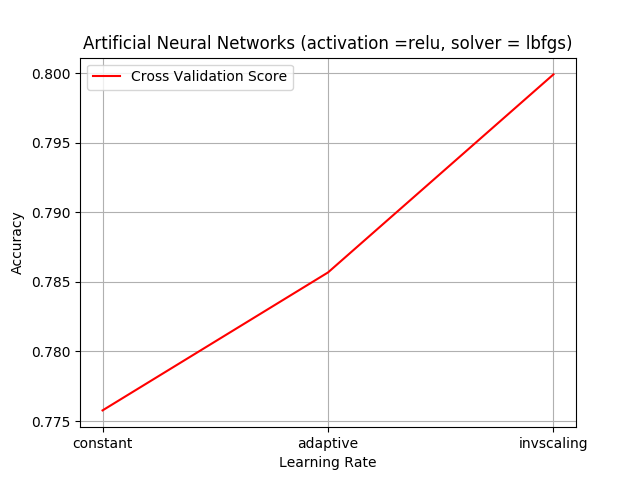 Artificial Neural Networks (activation =relu, solver = lbfgs)
Cross Validation Score
0.800
0.795
0.790
0.785
0.780
0.775
Accuracy
constant
adaptive
invscaling
Learning Rate